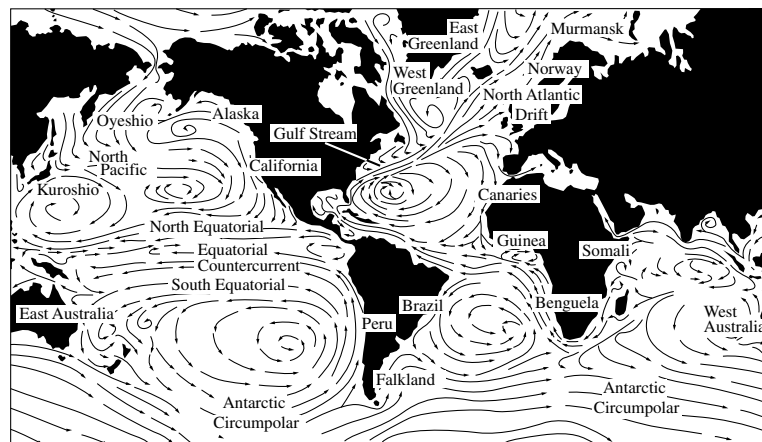 East
Greenland
Murmansk
West
Greenland
Norway
North Atlantic
Drift
Oyeshio
Alaska
Gulf Stream
North
Pacific
California
Kuroshio
Canaries
North Equatorial
Equatorial
Countercurrent
South Equatorial
Guinea
Somali
East Australia
Peru
Brazil
Benguela
West
Australia
Falkland
Antarctic
Circumpolar
Antarctic
Circumpolar